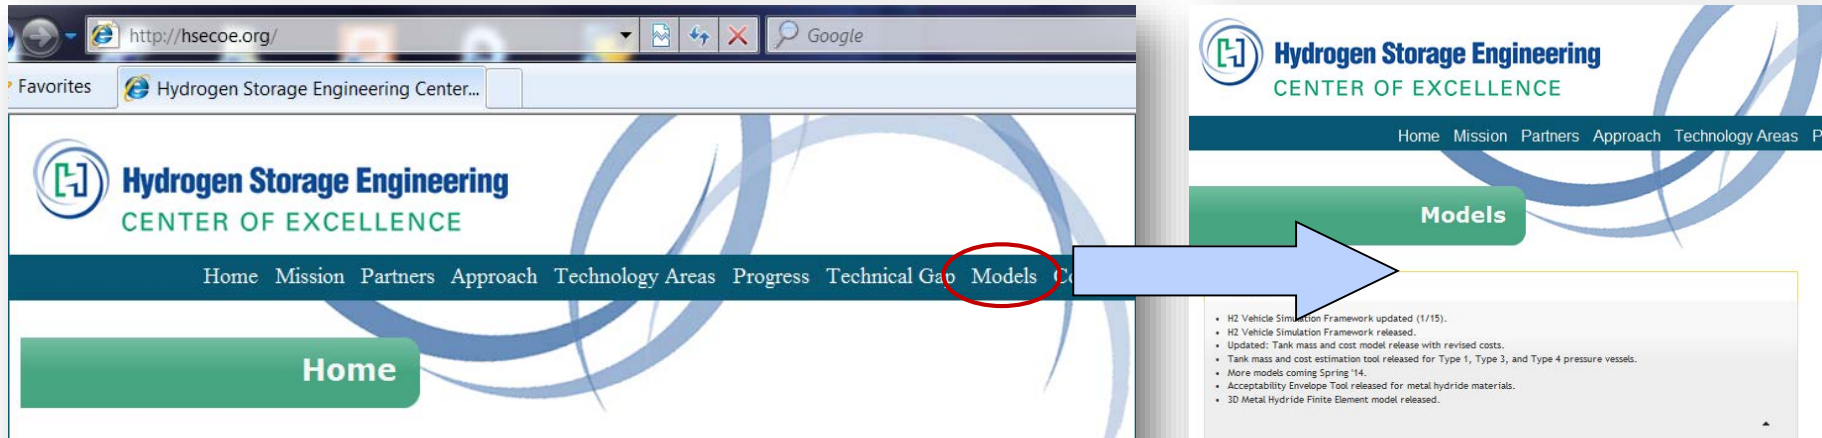 http://hsecoe.org/
Google
Favorites
Hydrogen Storage Engineering Center...
Hydrogen Storage Engineering
CENTER OF EXCELLENCE
Home Mission Partners Approach Technology Areas Progress Technical Gap Models
Home
Hydrogen Storage Engineering
CENTER OF EXCELLENCE
Home Mission Partners Approach Technology Areas P
Models
• H2 Vehicle Simulation Framework updated (1/15).
• H2 Vehicle Simulation Framework released.
• Updated: Tank mass and cost model release with revised costs.
• Tank mass and cost estimation tool released for Type 1, Type 3, and Type 4 pressure vessels.
• More models coming Spring '14.
• Acceptability Envelope Tool released for metal hydride materials.
• 3D Metal Hydride Finite Element model released.